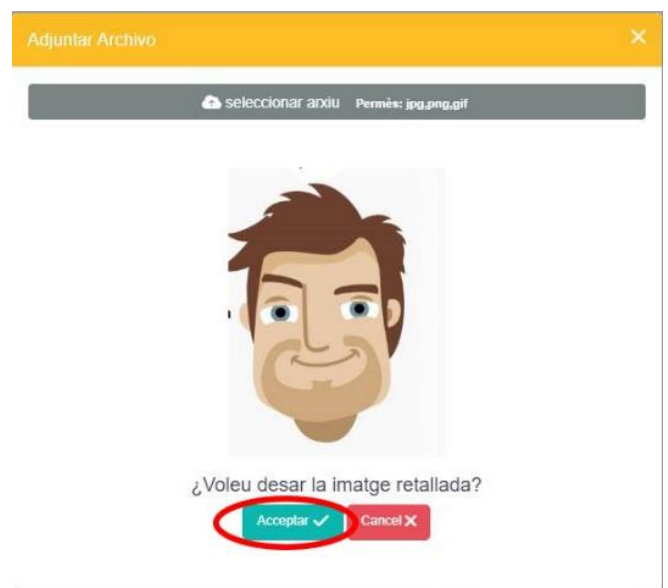 Adjuntar Archivo
seleccionar arxiu Permès: jpg,png,gif
¿Voleu desar la imatge retallada?
Acceptar
Cancel